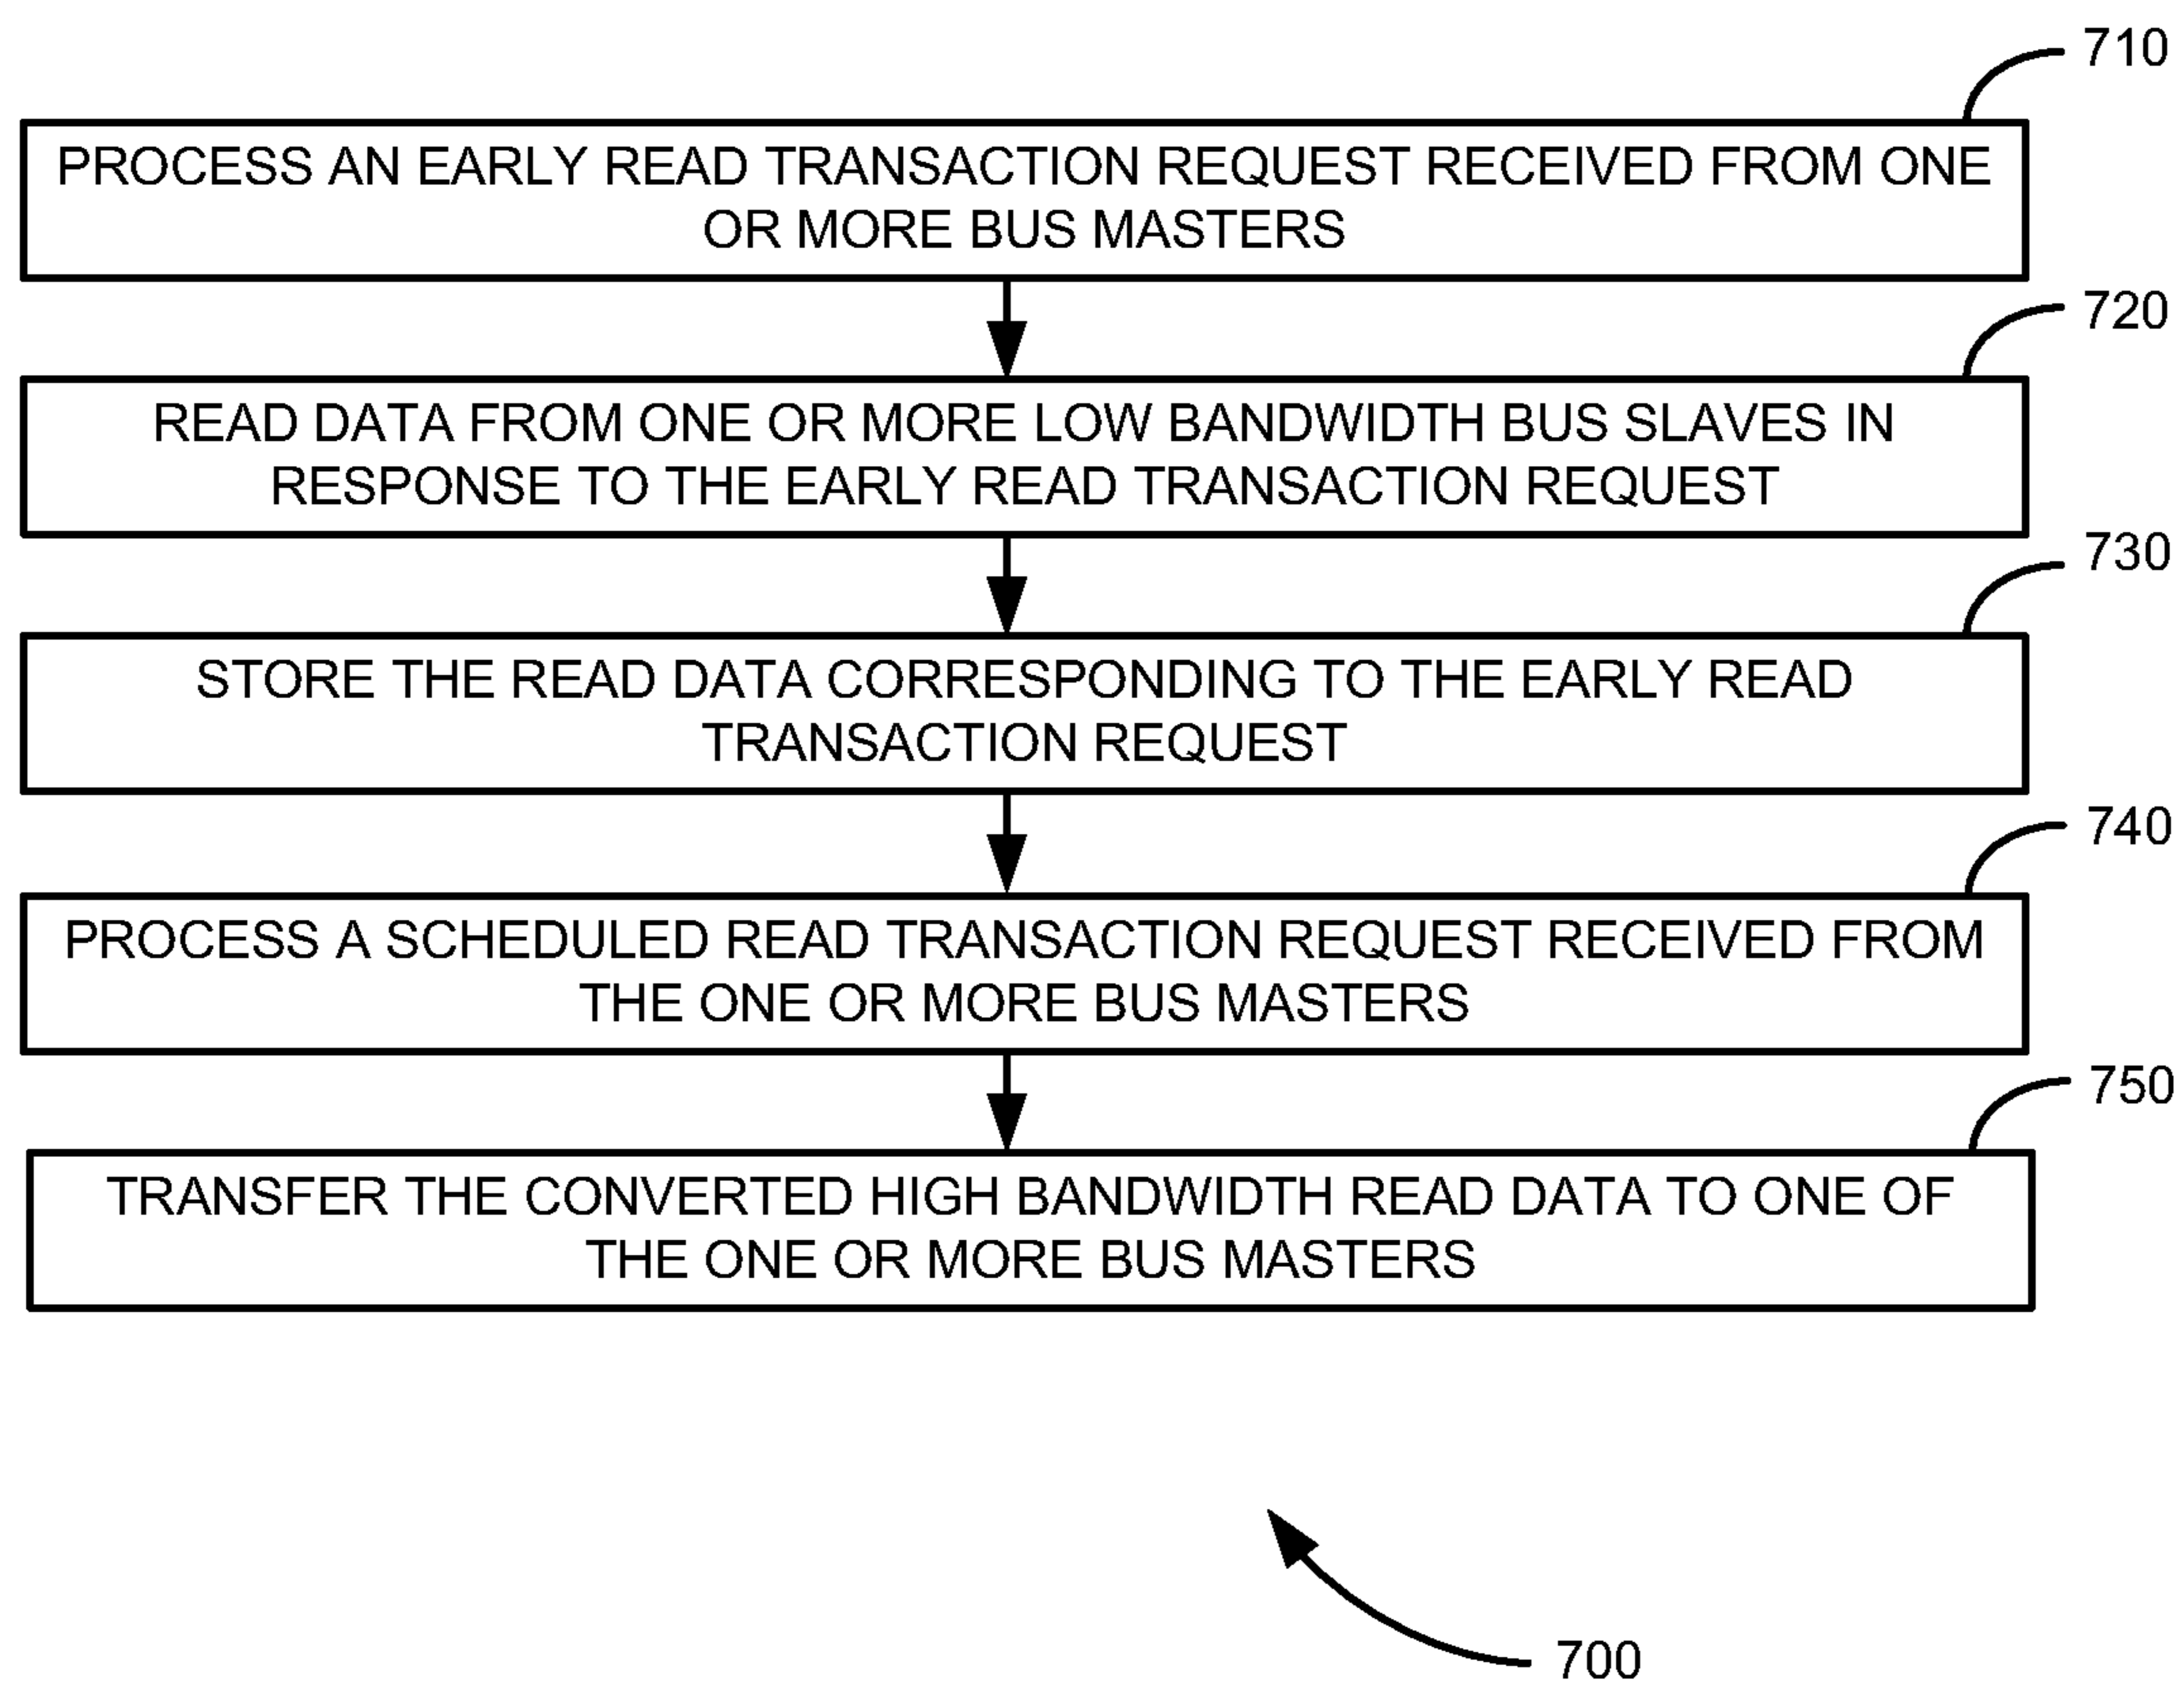 710
PROCESS AN EARLY READ TRANSACTION REQUEST RECEIVED FROM ONE
OR MORE BUS MASTERS
720
READ DATA FROM ONE OR MORE LOW BANDWIDTH BUS SLAVES IN
RESPONSE TO THE EARLY READ TRANSACTION REQUEST
730
STORE THE READ DATA CORRESPONDING TO THE EARLY READ
TRANSACTION REQUEST
740
PROCESS A SCHEDULED READ TRANSACTION REQUEST RECEIVED FROM
THE ONE OR MORE BUS MASTERS
750
TRANSFER THE CONVERTED HIGH BANDWIDTH READ DATA TO ONE OF
THE ONE OR MORE BUS MASTERS
700